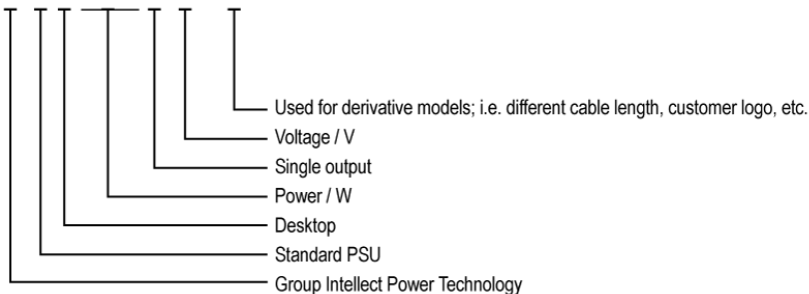 Used for derivative models; i.e. different cable length, customer logo, etc.
Voltage / V
Single output
Power / W
Desktop
Standard PSU
Group Intellect Power Technology